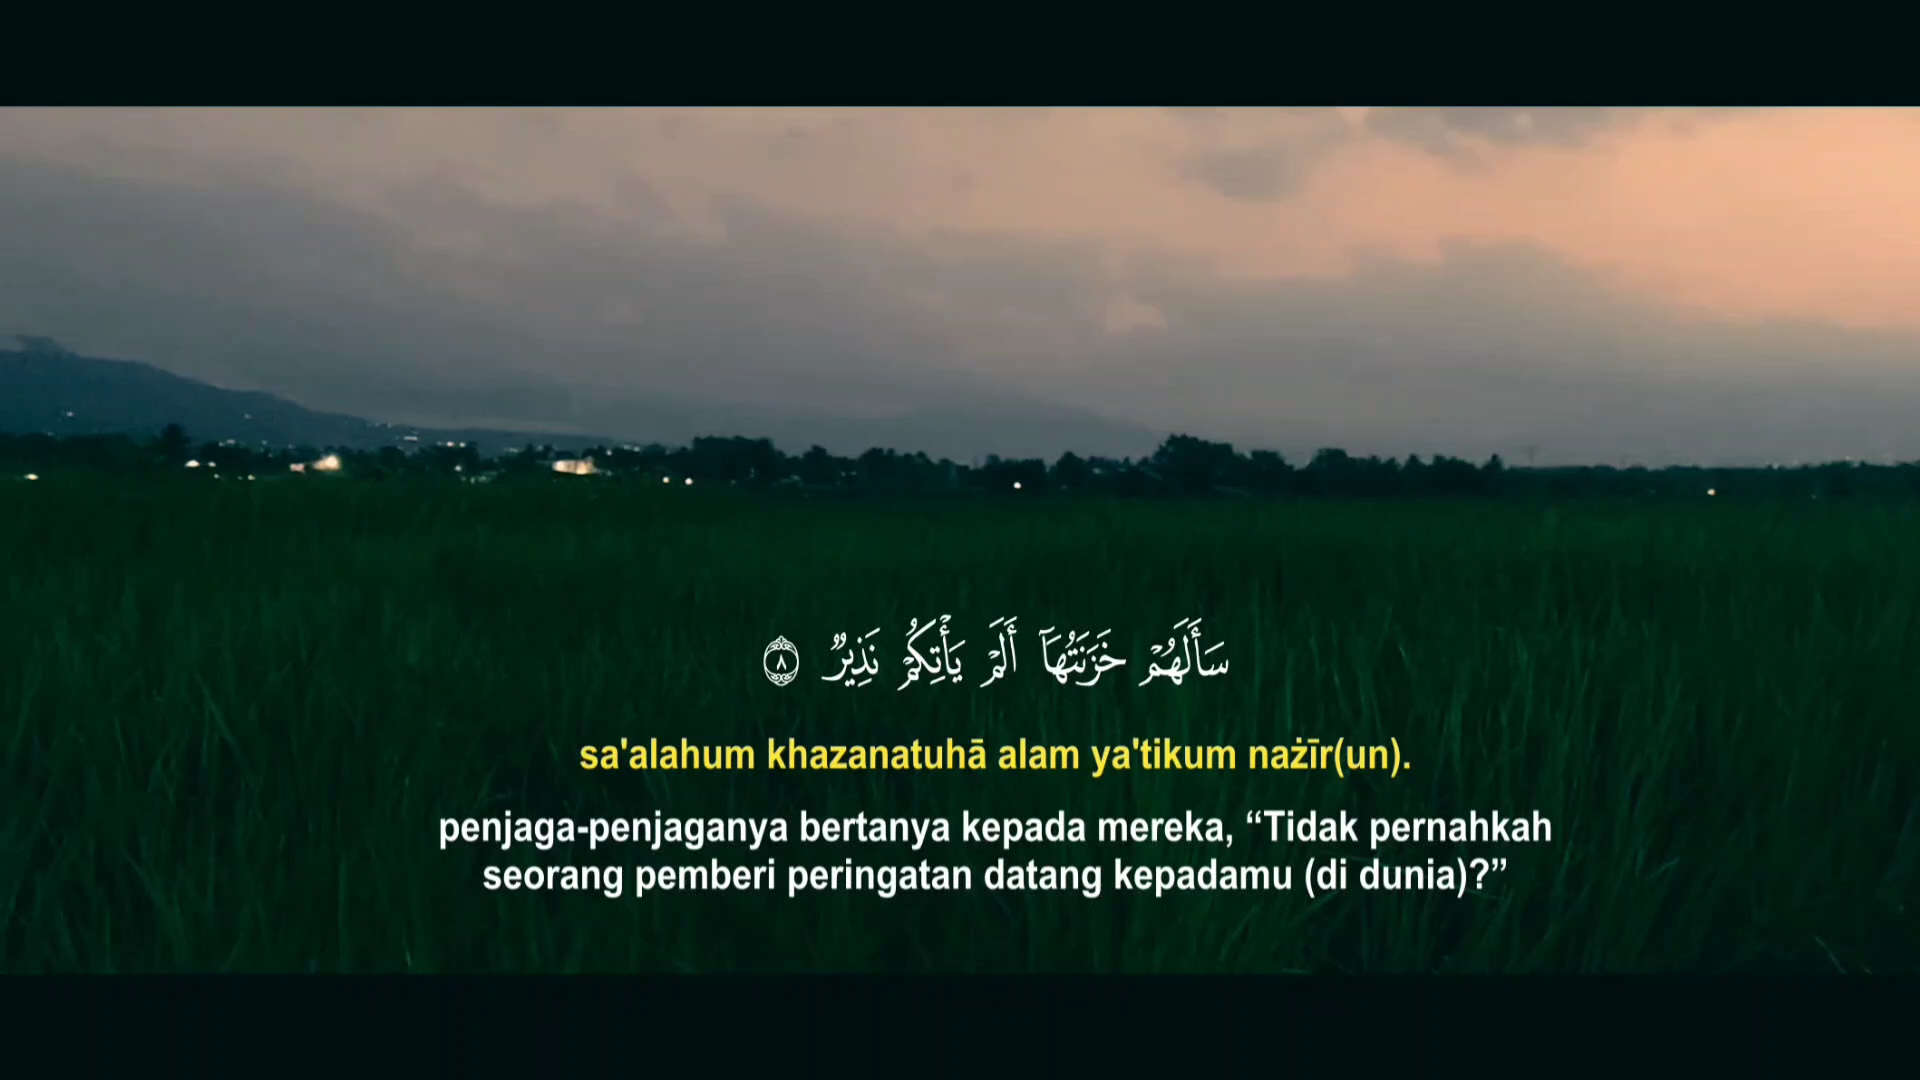 سَأَلَهُمْ خَزَنَتُهَآ أَلَمْ يَأْتِكُمْ نَذِيرٌ ٨
sa'alahum khazanatuhā alam ya'tikum nażīr(un).
penjaga-penjaganya bertanya kepada mereka, “Tidak pernahkah
seorang pemberi peringatan datang kepadamu (di dunia)?”